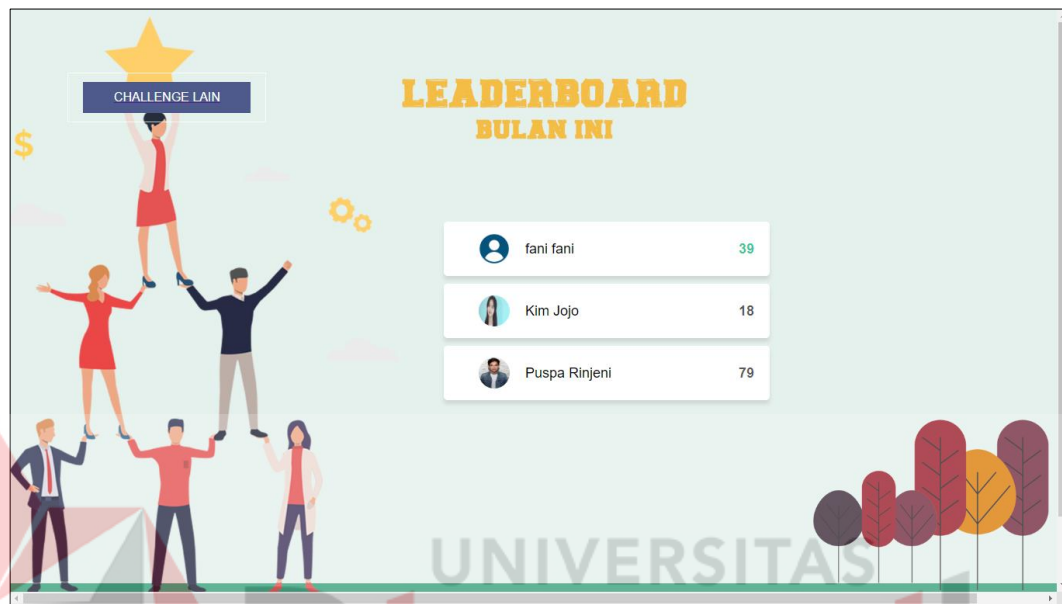 CHALLENGE LAIN
LEADERBOARD
BULAN INI
$
fani fani 39
Kim Jojo 18
Puspa Rinjeni 79
UNIVERSITAS